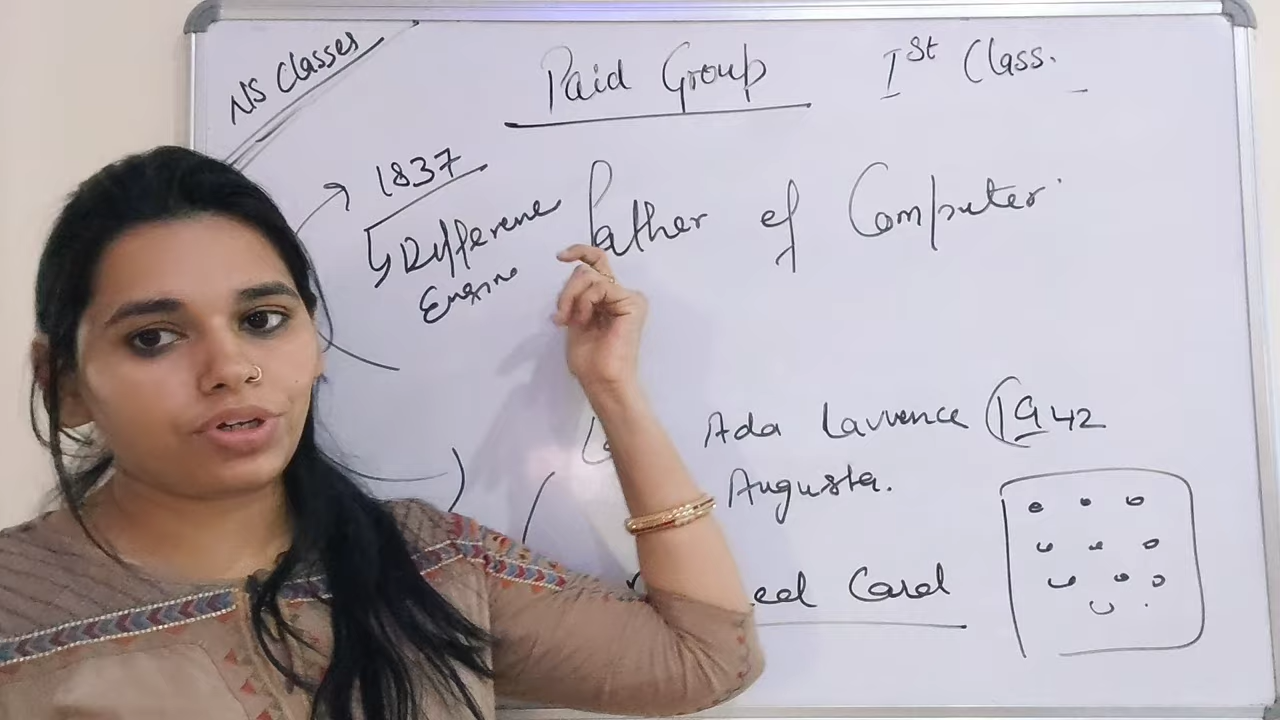 NS Classes
Paid Group Ist Class.
1837
Difference
Engine
Father of Computer
Ada Lavvence 1942
Augusta.
Card